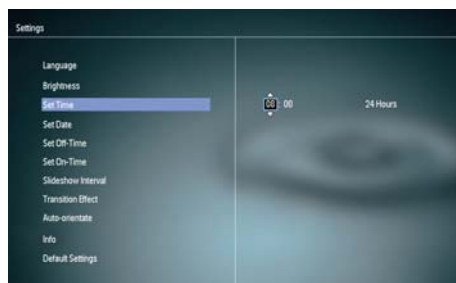 Settings
Language
Brightness
Set Time
08 : 00 24 Hours
Set Date
Set Off-Time
Set On-Time
Slideshow Interval
Transition Effect
Auto-orientate
Info
Default Settings